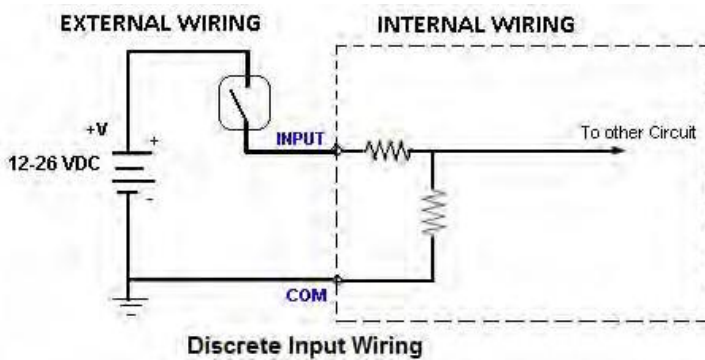 EXTERNAL WIRING
INTERNAL WIRING
+V
+
INPUT
To other Circuit
12-26 VDC
-
COM
Discrete Input Wiring